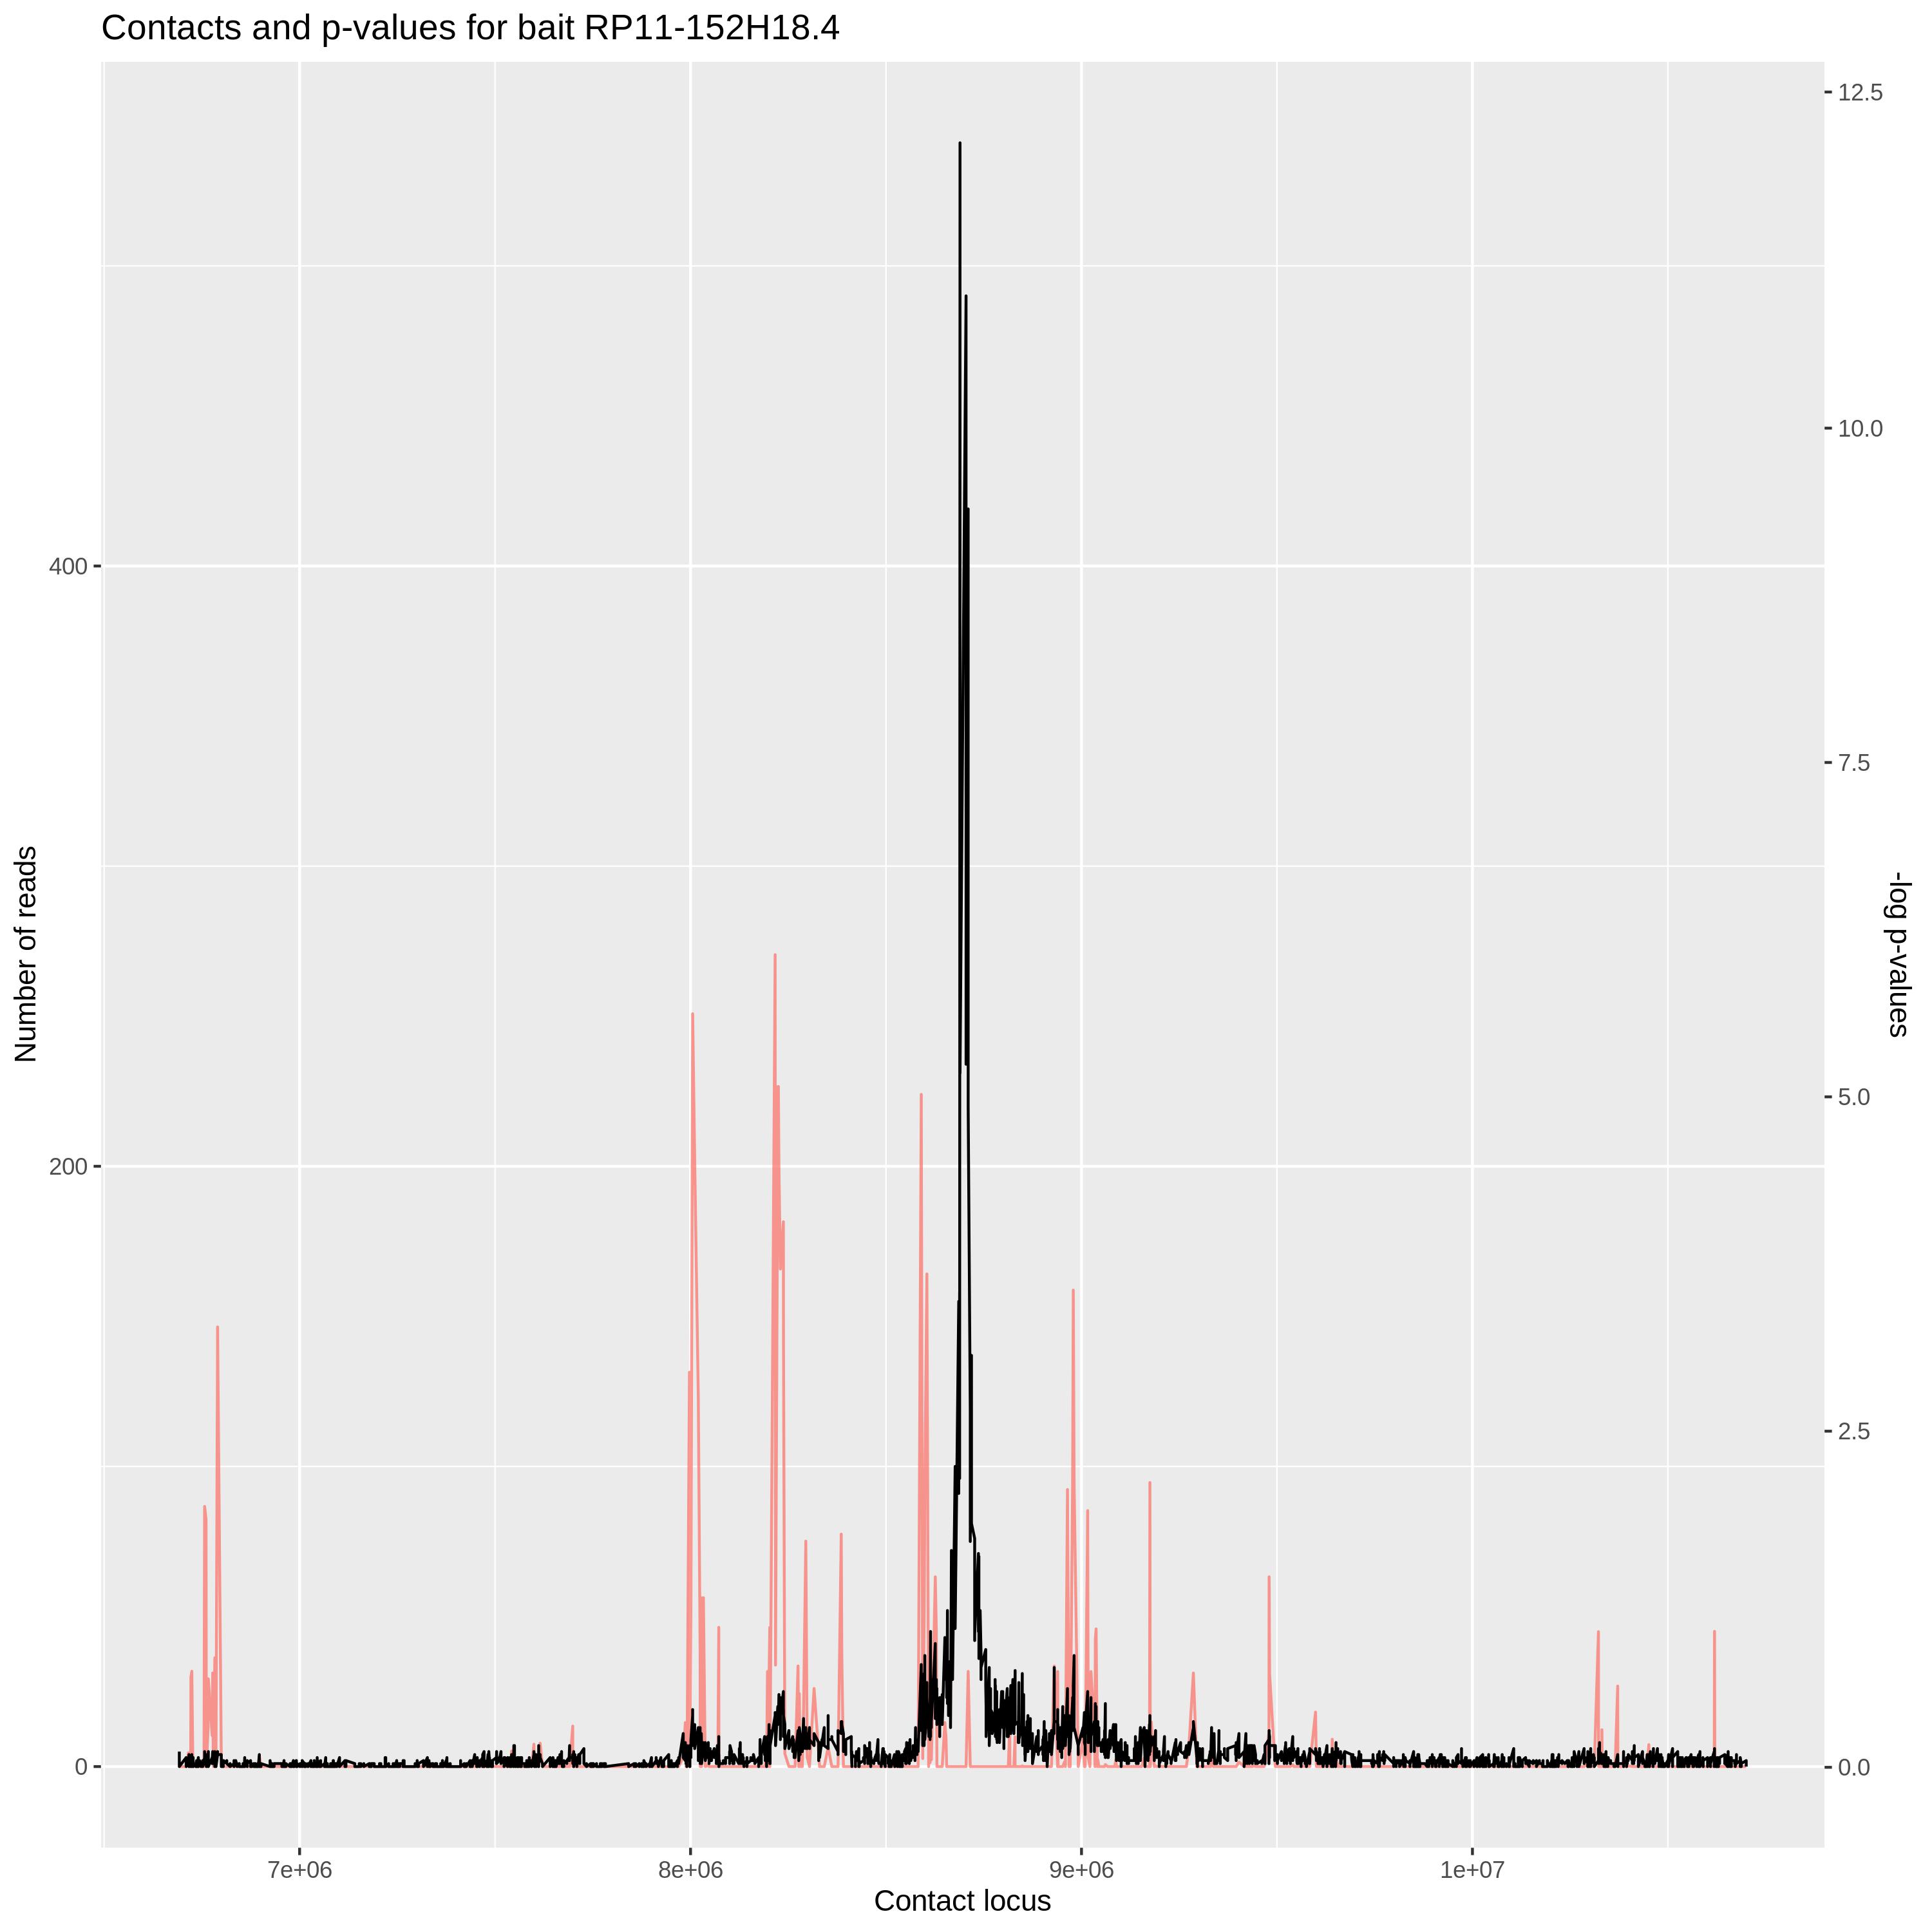 Contacts and p-values for bait RP11-152H18.4
12.5
10.0
400
7.5
Number of reads
-log p-values
5.0
200
2.5
0
0.0
7e+06
8e+06
9e+06
1e+07
Contact locus